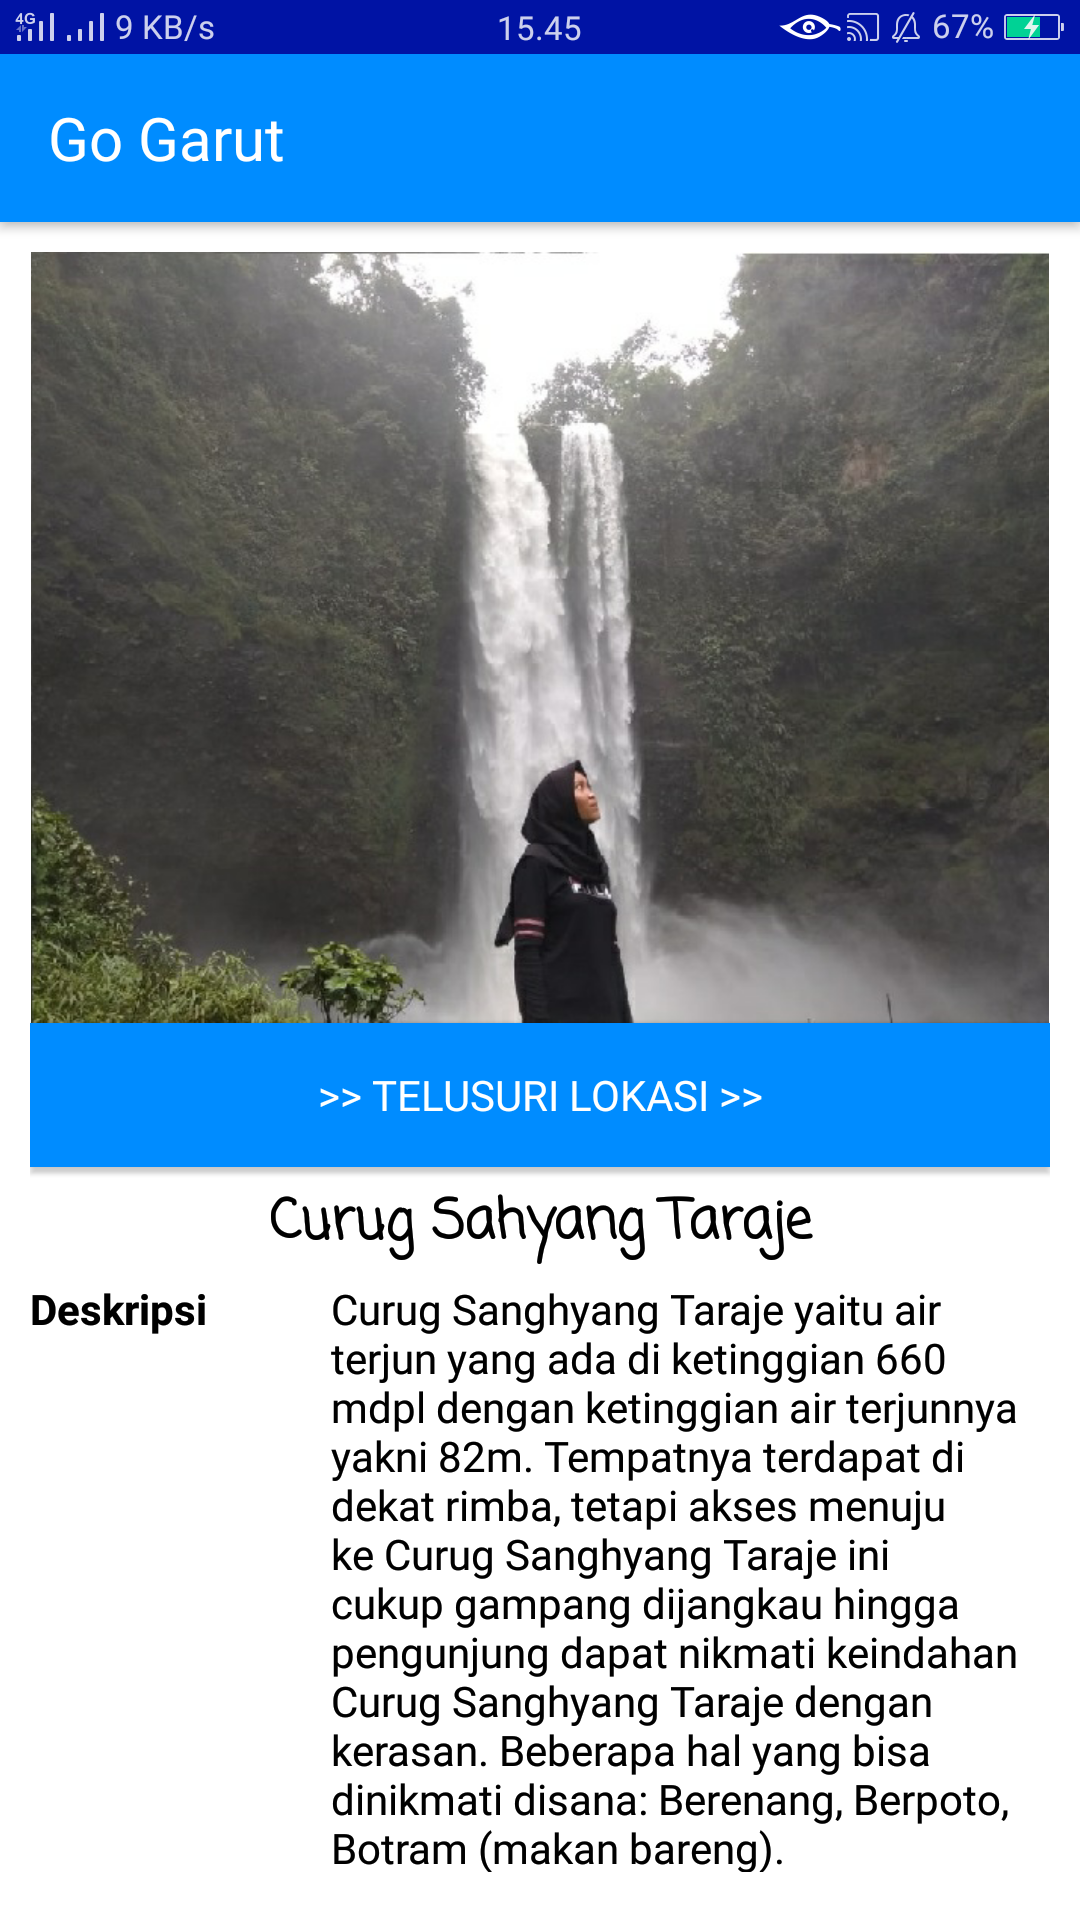 4G 9 KB/s 15.45 67%
Go Garut
>> TELUSURI LOKASI >>
Curug Sahyang Taraje
Deskripsi Curug Sanghyang Taraje yaitu air
terjun yang ada di ketinggian 660
mdpl dengan ketinggian air terjunnya
yakni 82m. Tempatnya terdapat di
dekat rimba, tetapi akses menuju
ke Curug Sanghyang Taraje ini
cukup gampang dijangkau hingga
pengunjung dapat nikmati keindahan
Curug Sanghyang Taraje dengan
kerasan. Beberapa hal yang bisa
dinikmati disana: Berenang, Berpoto,
Botram (makan bareng).